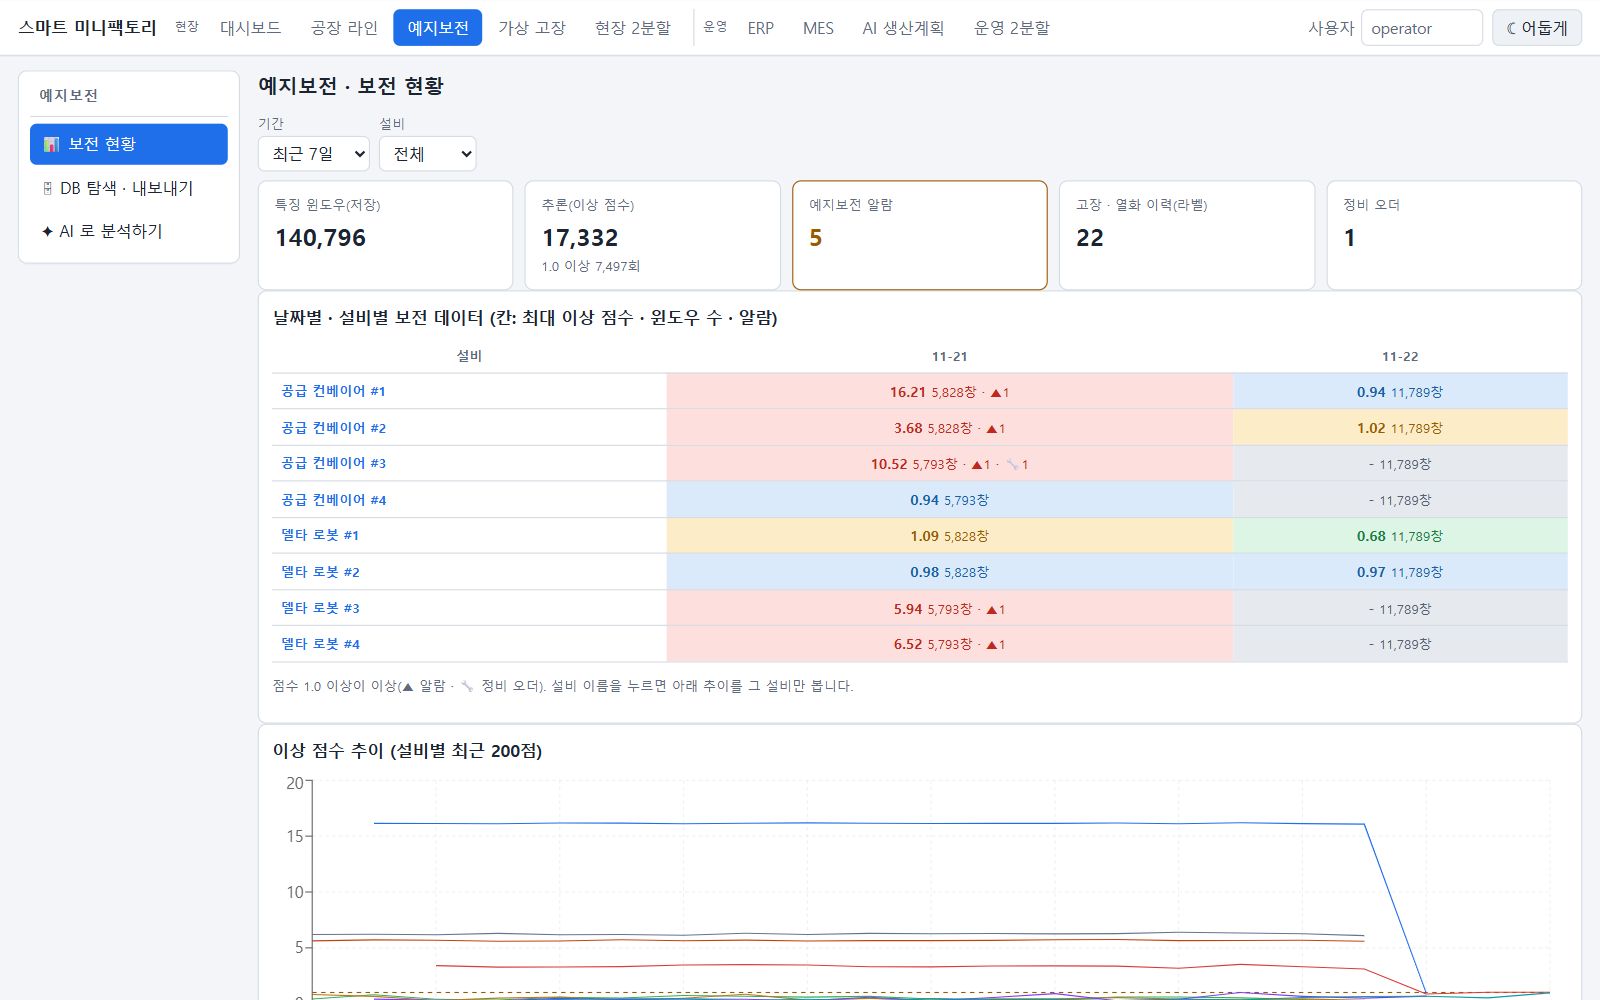 스마트 미니팩토리 현장 대시보드 공장 라인 예지보전 가상 고장 현장 2분할 운영 ERP MES AI 생산계획 운영 2분할 사용자 operator ☾ 어둡게
예지보전
📊 보전 현황
🗄 DB 탐색 · 내보내기
✦ AI 로 분석하기
예지보전 · 보전 현황
기간 설비
최근 7일 전체
특징 윈도우(저장)
140,796
추론(이상 점수)
17,332
1.0 이상 7,497회
예지보전 알람
5
고장 · 열화 이력(라벨)
22
정비 오더
1
날짜별 · 설비별 보전 데이터 (칸: 최대 이상 점수 · 윈도우 수 · 알람)
설비 11-21 11-22
공급 컨베이어 #1 16.21 5,828창 · ▲1 0.94 11,789창
공급 컨베이어 #2 3.68 5,828창 · ▲1 1.02 11,789창
공급 컨베이어 #3 10.52 5,793창 · ▲1 · 🔧1 - 11,789창
공급 컨베이어 #4 0.94 5,793창 - 11,789창
델타 로봇 #1 1.09 5,828창 0.68 11,789창
델타 로봇 #2 0.98 5,828창 0.97 11,789창
델타 로봇 #3 5.94 5,793창 · ▲1 - 11,789창
델타 로봇 #4 6.52 5,793창 · ▲1 - 11,789창
점수 1.0 이상이 이상(▲ 알람 · 🔧 정비 오더). 설비 이름을 누르면 아래 추이를 그 설비만 봅니다.
이상 점수 추이 (설비별 최근 200점)
20
15
10
5
0